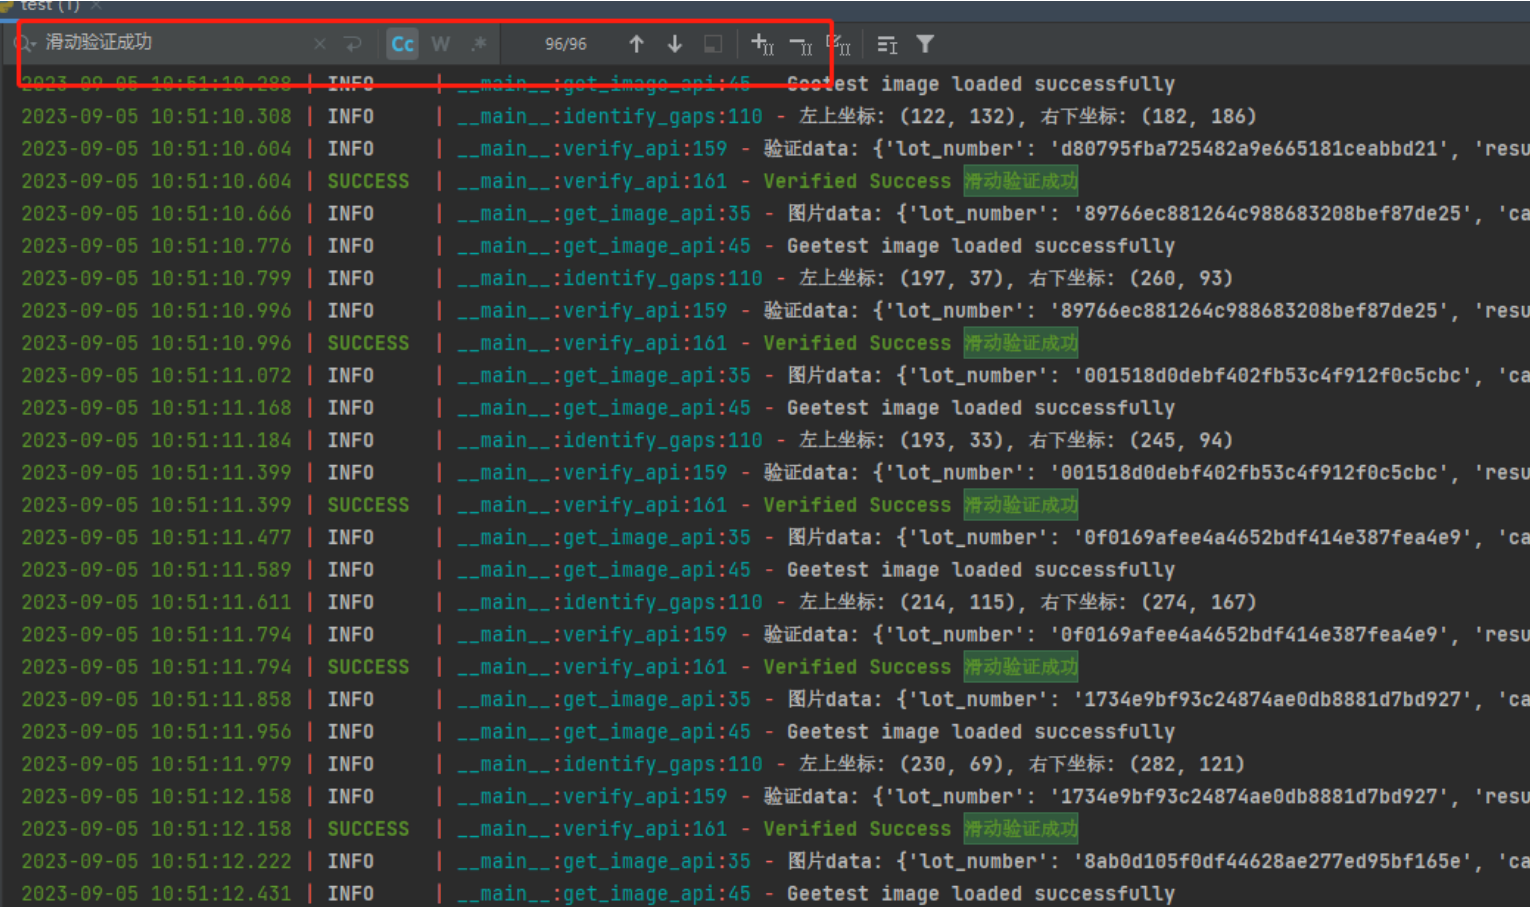 test (1) ×
滑动验证成功 × Cc W .* 96/96
2023-09-05 10:51:10.288 | INFO | __main__:get_image_api:45 - Geetest image loaded successfully
2023-09-05 10:51:10.308 | INFO | __main__:identify_gaps:110 - 左上坐标: (122, 132), 右下坐标: (182, 186)
2023-09-05 10:51:10.604 | INFO | __main__:verify_api:159 - 验证data: {'lot_number': 'd80795fba725482a9e665181ceabbd21', 'resu
2023-09-05 10:51:10.604 | SUCCESS | __main__:verify_api:161 - Verified Success 滑动验证成功
2023-09-05 10:51:10.666 | INFO | __main__:get_image_api:35 - 图片data: {'lot_number': '89766ec881264c988683208bef87de25', 'ca
2023-09-05 10:51:10.776 | INFO | __main__:get_image_api:45 - Geetest image loaded successfully
2023-09-05 10:51:10.799 | INFO | __main__:identify_gaps:110 - 左上坐标: (197, 37), 右下坐标: (260, 93)
2023-09-05 10:51:10.996 | INFO | __main__:verify_api:159 - 验证data: {'lot_number': '89766ec881264c988683208bef87de25', 'resu
2023-09-05 10:51:10.996 | SUCCESS | __main__:verify_api:161 - Verified Success 滑动验证成功
2023-09-05 10:51:11.072 | INFO | __main__:get_image_api:35 - 图片data: {'lot_number': '001518d0debf402fb53c4f912f0c5cbc', 'ca
2023-09-05 10:51:11.168 | INFO | __main__:get_image_api:45 - Geetest image loaded successfully
2023-09-05 10:51:11.184 | INFO | __main__:identify_gaps:110 - 左上坐标: (193, 33), 右下坐标: (245, 94)
2023-09-05 10:51:11.399 | INFO | __main__:verify_api:159 - 验证data: {'lot_number': '001518d0debf402fb53c4f912f0c5cbc', 'resu
2023-09-05 10:51:11.399 | SUCCESS | __main__:verify_api:161 - Verified Success 滑动验证成功
2023-09-05 10:51:11.477 | INFO | __main__:get_image_api:35 - 图片data: {'lot_number': '0f0169afee4a4652bdf414e387fea4e9', 'ca
2023-09-05 10:51:11.589 | INFO | __main__:get_image_api:45 - Geetest image loaded successfully
2023-09-05 10:51:11.611 | INFO | __main__:identify_gaps:110 - 左上坐标: (214, 115), 右下坐标: (274, 167)
2023-09-05 10:51:11.794 | INFO | __main__:verify_api:159 - 验证data: {'lot_number': '0f0169afee4a4652bdf414e387fea4e9', 'resu
2023-09-05 10:51:11.794 | SUCCESS | __main__:verify_api:161 - Verified Success 滑动验证成功
2023-09-05 10:51:11.858 | INFO | __main__:get_image_api:35 - 图片data: {'lot_number': '1734e9bf93c24874ae0db8881d7bd927', 'ca
2023-09-05 10:51:11.956 | INFO | __main__:get_image_api:45 - Geetest image loaded successfully
2023-09-05 10:51:11.979 | INFO | __main__:identify_gaps:110 - 左上坐标: (230, 69), 右下坐标: (282, 121)
2023-09-05 10:51:12.158 | INFO | __main__:verify_api:159 - 验证data: {'lot_number': '1734e9bf93c24874ae0db8881d7bd927', 'resu
2023-09-05 10:51:12.158 | SUCCESS | __main__:verify_api:161 - Verified Success 滑动验证成功
2023-09-05 10:51:12.222 | INFO | __main__:get_image_api:35 - 图片data: {'lot_number': '8ab0d105f0df44628ae277ed95bf165e', 'ca
2023-09-05 10:51:12.431 | INFO | __main__:get_image_api:45 - Geetest image loaded successfully